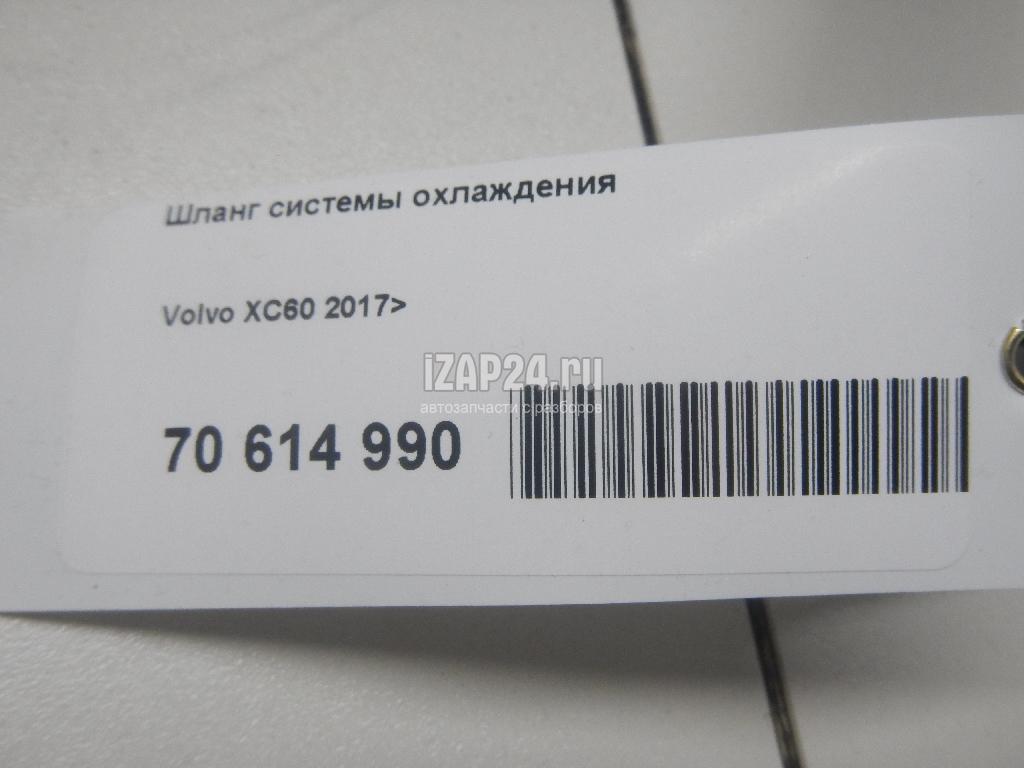 Шланг системы охлаждения
Volvo XC60 2017>
iZAP24.ru
автозапчасти с разборов
70 614 990